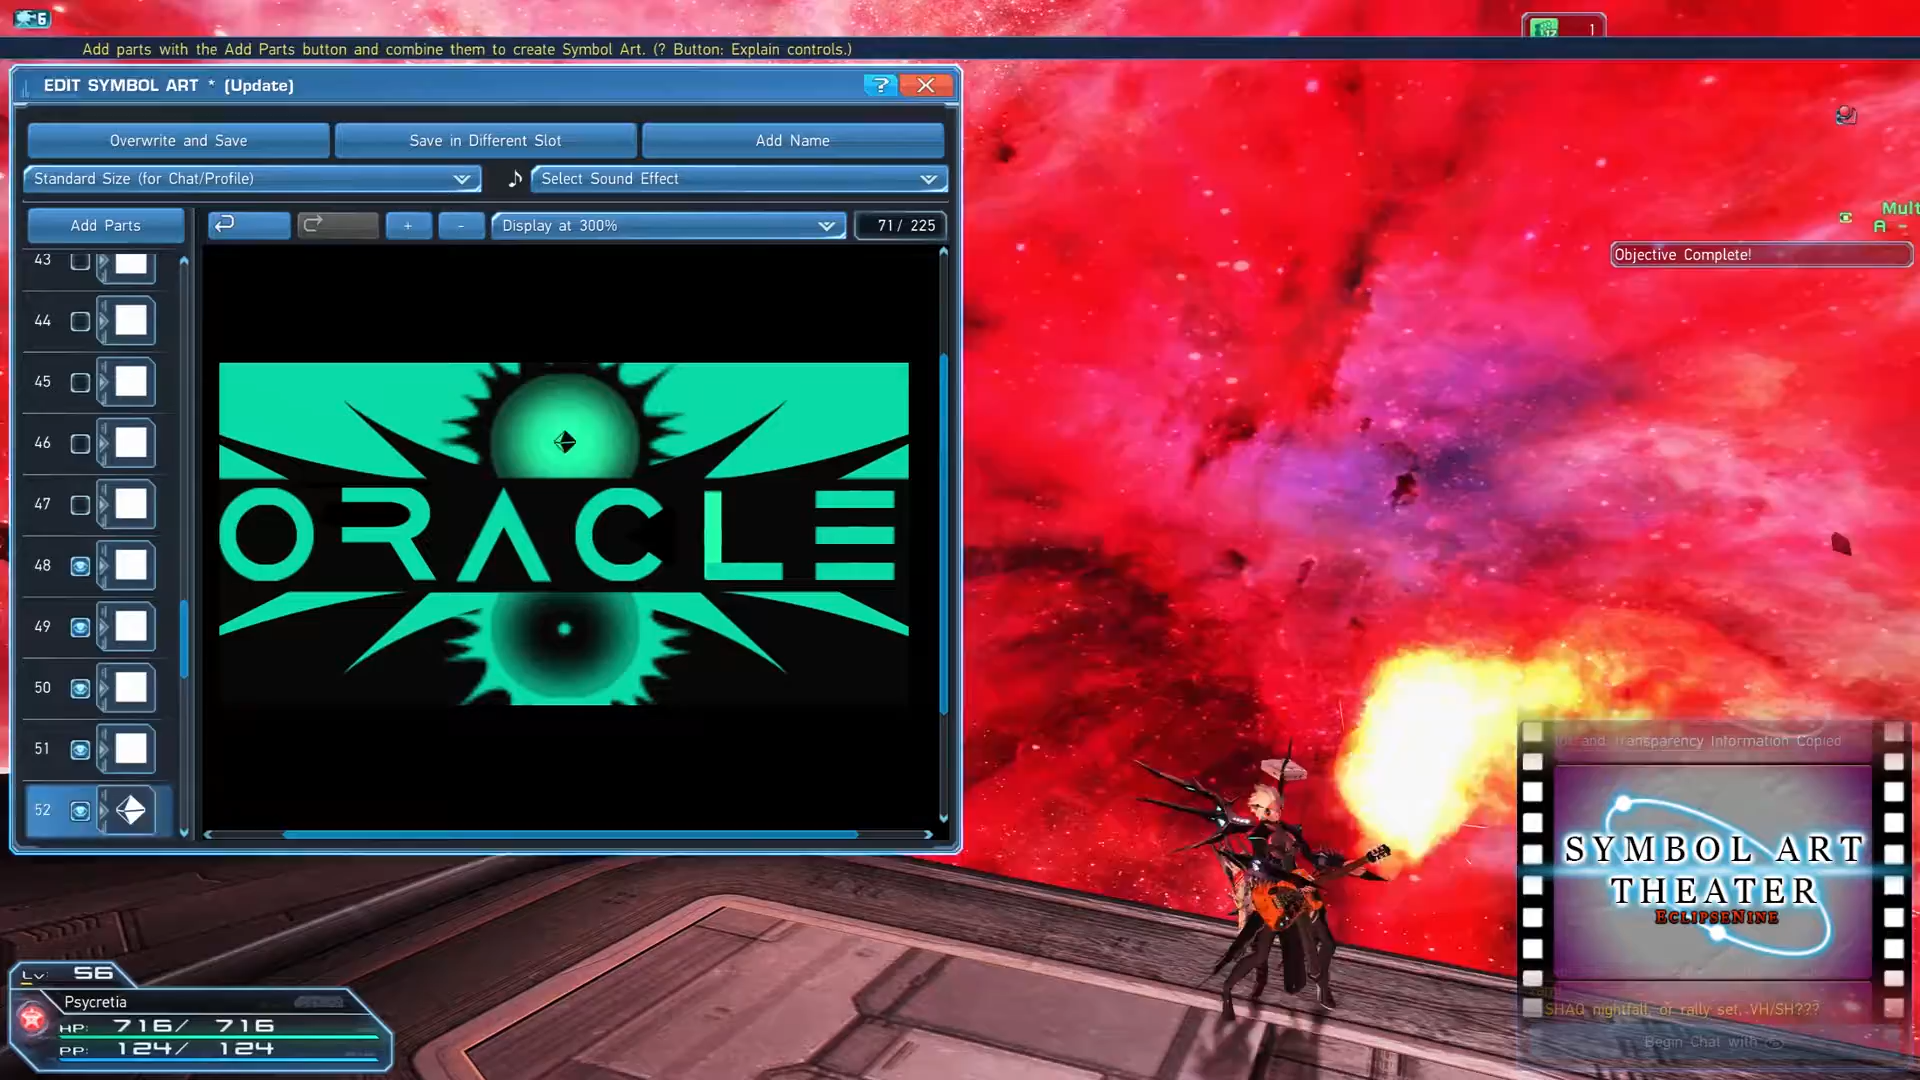 6
1
Add parts with the Add Parts button and combine them to create Symbol Art. (? Button: Explain controls.)
EDIT SYMBOL ART * (Update)
?
Overwrite and Save
Save in Different Slot
Add Name
Standard Size (for Chat/Profile)
Select Sound Effect
Add Parts
+
-
Display at 300%
71/ 225
Mult
A -
Objective Complete!
43
44
45
46
47
48
49
50
51
52
ORACLE
and Transparency Information Copied
SYMBOL ART
THEATER
ECLIPSENINE
SHAQ nightfall, or rally set, VH/SH???
Begin Chat with
Lv. 56
Psycretia
HP: 716/ 716
PP: 124/ 124